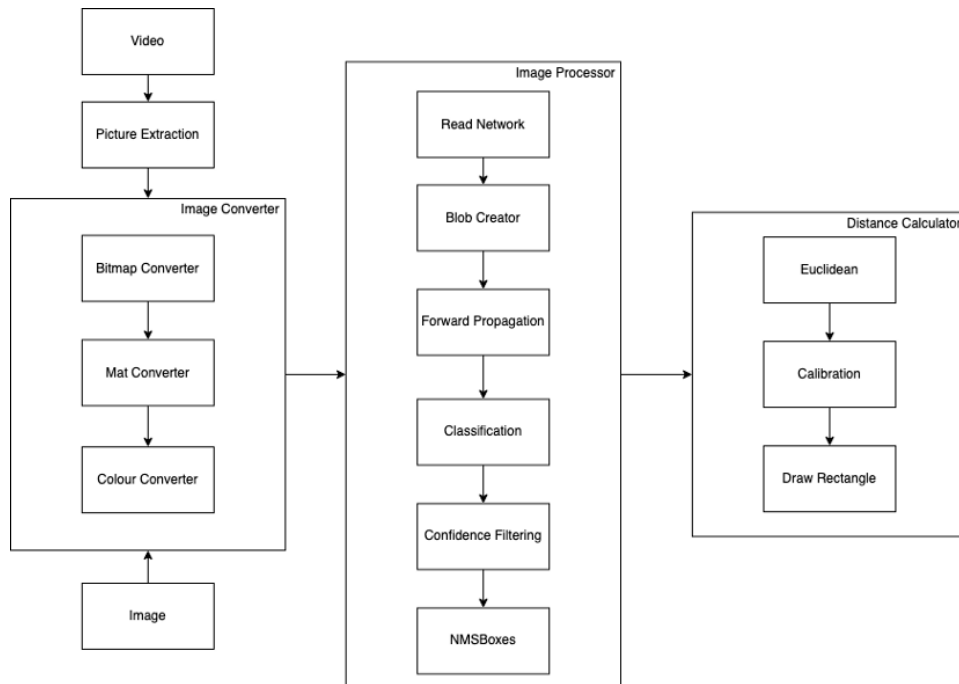 Video
Picture Extraction
Image Converter
Bitmap Converter
Mat Converter
Colour Converter
Image
Image Processor
Read Network
Blob Creator
Forward Propagation
Classification
Confidence Filtering
NMSBoxes
Distance Calculator
Euclidean
Calibration
Draw Rectangle